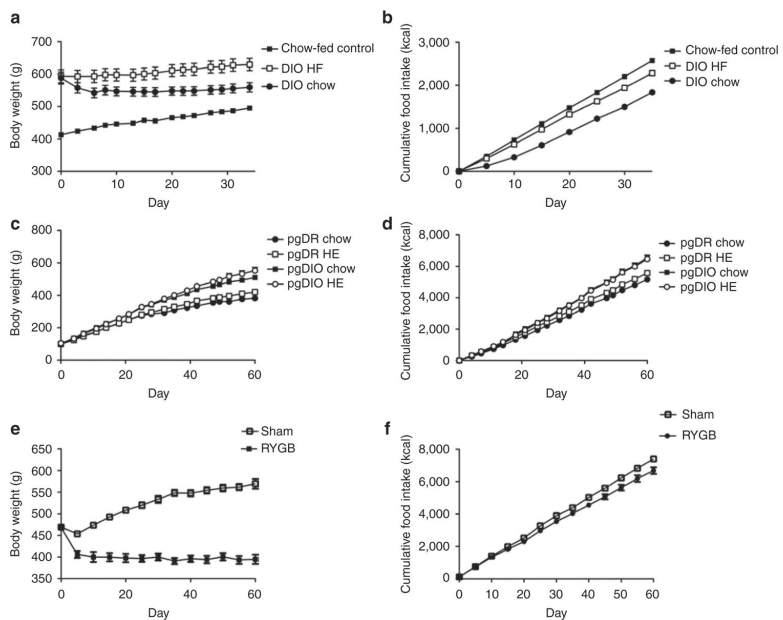 a
700
600
500
400
300
Body weight (g)
0 10 20 30
Day
Chow-fed control
DIO HF
DIO chow
b
3,000
2,000
1,000
0
Cumulative food intake (kcal)
0 10 20 30
Day
Chow-fed control
DIO HF
DIO chow
c
800
600
400
200
0
Body weight (g)
0 20 40 60
Day
pgDR chow
pgDR HE
pgDIO chow
pgDIO HE
d
8,000
6,000
4,000
2,000
0
Cumulative food intake (kcal)
0 10 20 30 40 50 60
Day
pgDR chow
pgDR HE
pgDIO chow
pgDIO HE
e
650
600
550
500
450
400
350
Body weight (g)
0 20 40 60
Day
Sham
RYGB
f
8,000
6,000
4,000
2,000
0
Cumulative food intake (kcal)
0 10 20 30 40 50 60
Day
Sham
RYGB